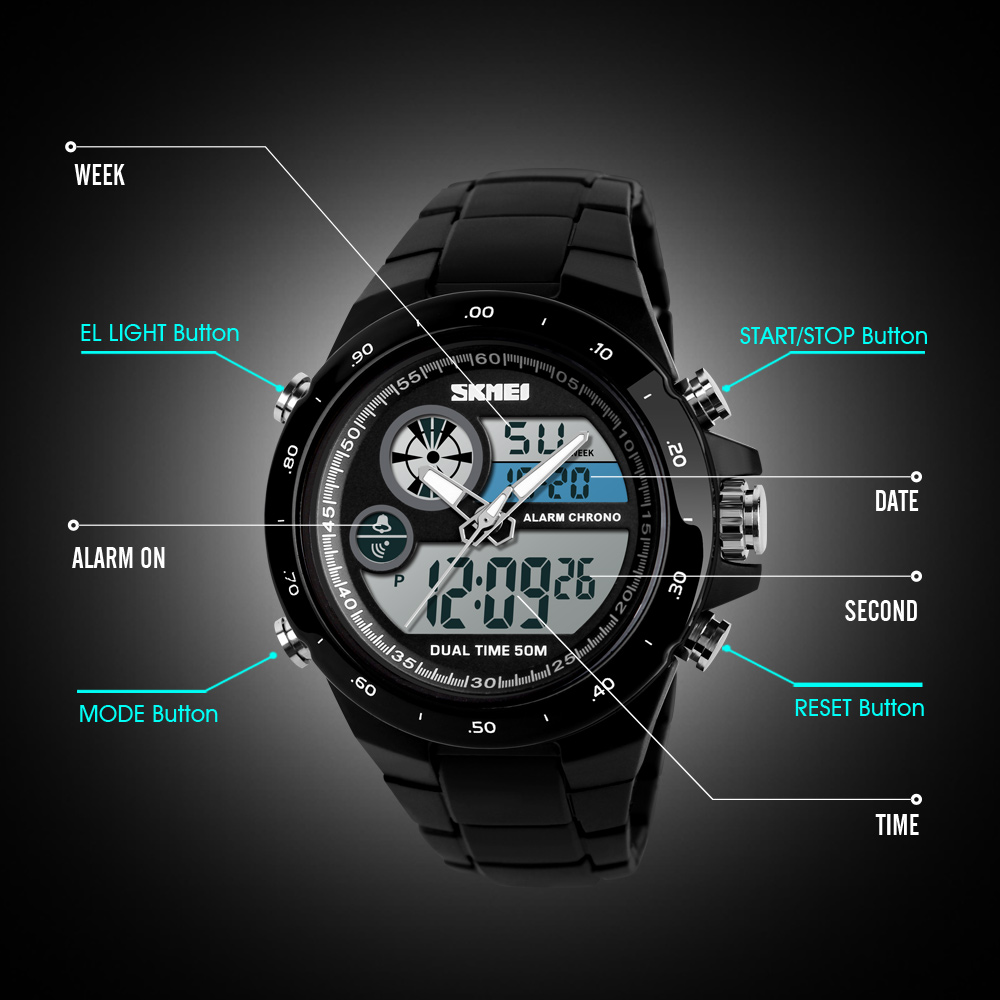 WEEK
EL LIGHT Button
START/STOP Button
DATE
ALARM ON
SECOND
MODE Button
RESET Button
TIME
.00
.10
.20
.30
.40
.50
.60
.70
.80
.90
60
05
10
15
20
25
30
35
40
45
50
55
SKMEI
SU
WEEK
20
ALARM CHRONO
P
12:09 26
DUAL TIME 50M